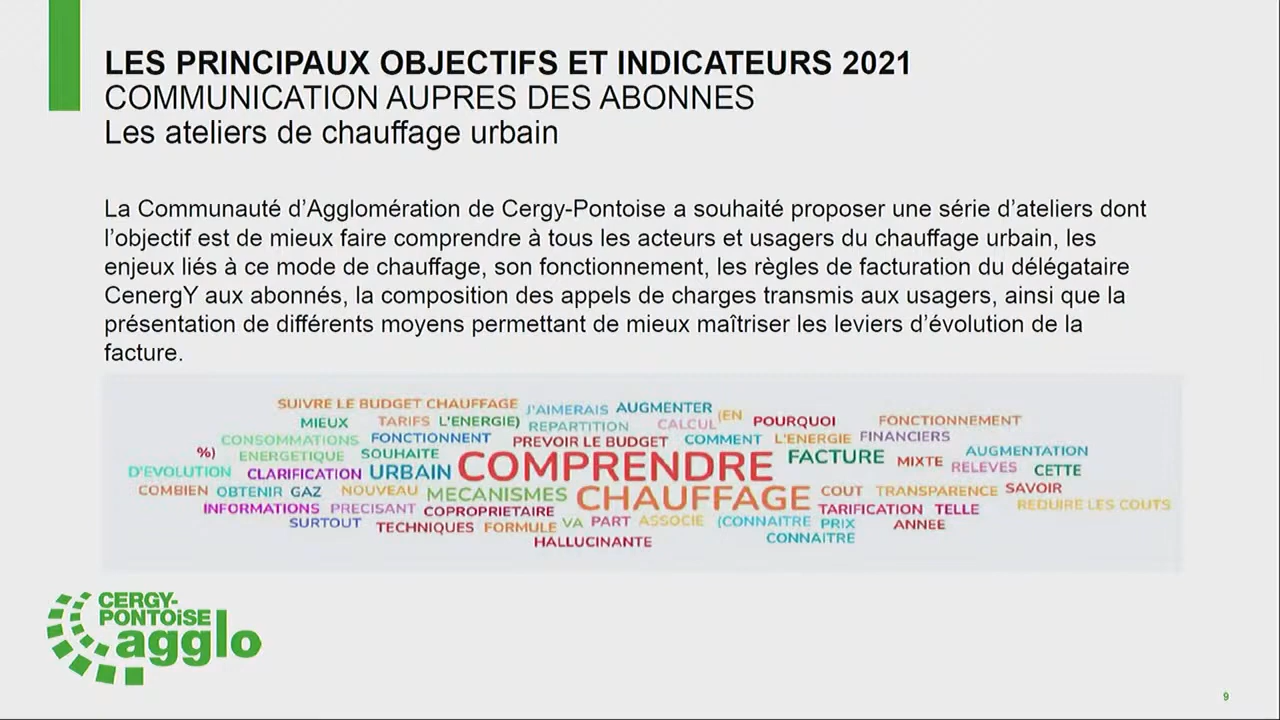 LES PRINCIPAUX OBJECTIFS ET INDICATEURS 2021
COMMUNICATION AUPRES DES ABONNES
Les ateliers de chauffage urbain
La Communauté d’Agglomération de Cergy-Pontoise a souhaité proposer une série d’ateliers dont
l’objectif est de mieux faire comprendre à tous les acteurs et usagers du chauffage urbain, les
enjeux liés à ce mode de chauffage, son fonctionnement, les règles de facturation du délégataire
CenergY aux abonnés, la composition des appels de charges transmis aux usagers, ainsi que la
présentation de différents moyens permettant de mieux maîtriser les leviers d’évolution de la
facture.
SUIVRE LE BUDGET CHAUFFAGE J'AIMERAIS AUGMENTER (EN
MIEUX TARIFS L'ENERGIE) REPARTITION CALCUL POURQUOI FONCTIONNEMENT
CONSOMMATIONS FONCTIONNENT PREVOIR LE BUDGET COMMENT L'ENERGIE FINANCIERS
%) ENERGETIQUE SOUHAITE COMPRENDRE FACTURE MIXTE AUGMENTATION
D'EVOLUTION CLARIFICATION URBAIN RELEVES CETTE
COMBIEN OBTENIR GAZ NOUVEAU MECANISMES CHAUFFAGE COUT TRANSPARENCE SAVOIR
INFORMATIONS PRECISANT COPROPRIETAIRE TARIFICATION TELLE REDUIRE LES COUTS
SURTOUT TECHNIQUES FORMULE VA PART ASSOCIE (CONNAITRE PRIX ANNEE
HALLUCINANTE CONNAITRE
CERGY-
PONTOiSE
agglo
9